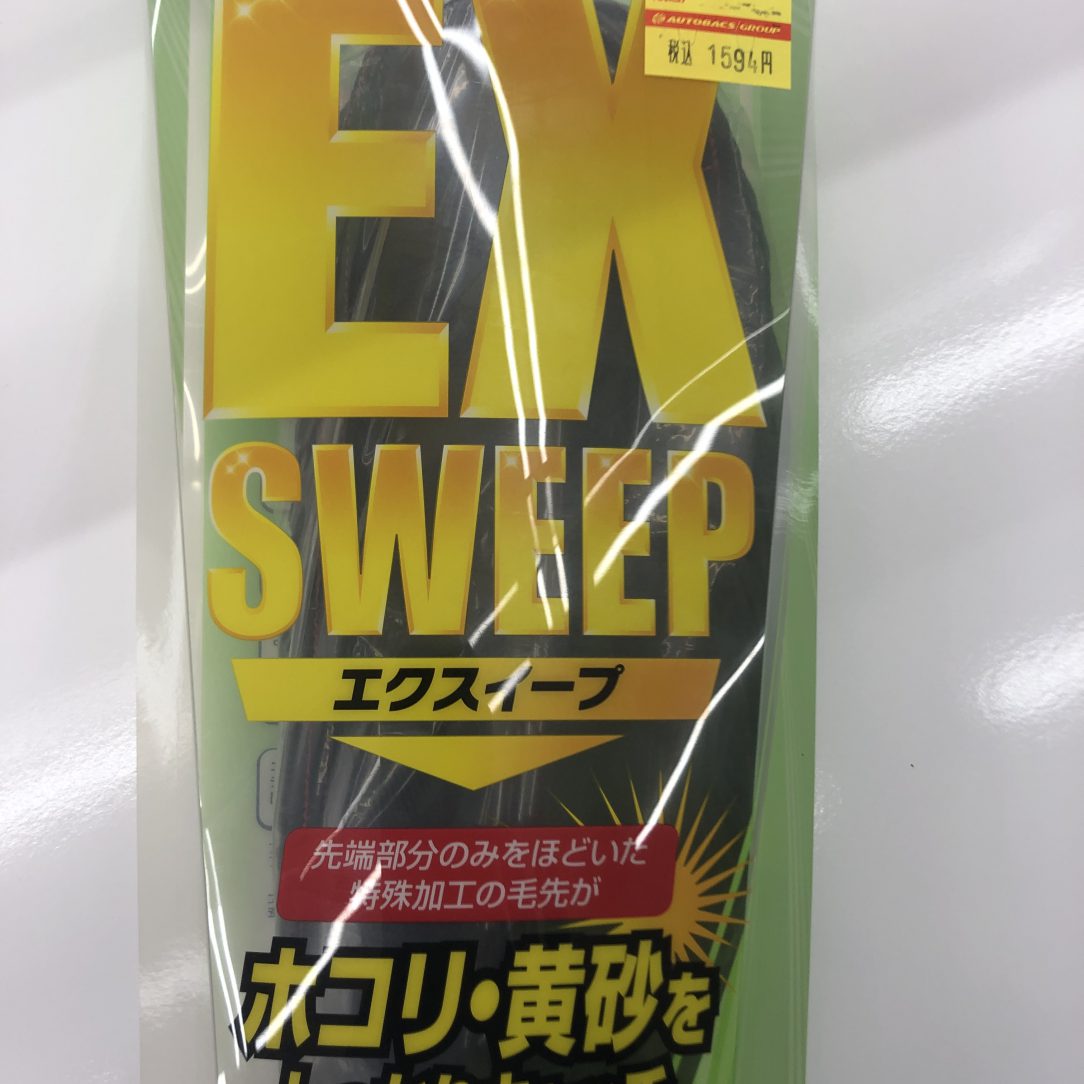 AUTOBACS GROUP
税込 1594円
EX
SWEEP
エクスイープ
先端部分のみをほどいた
特殊加工の毛先が
ホコリ・黄砂を